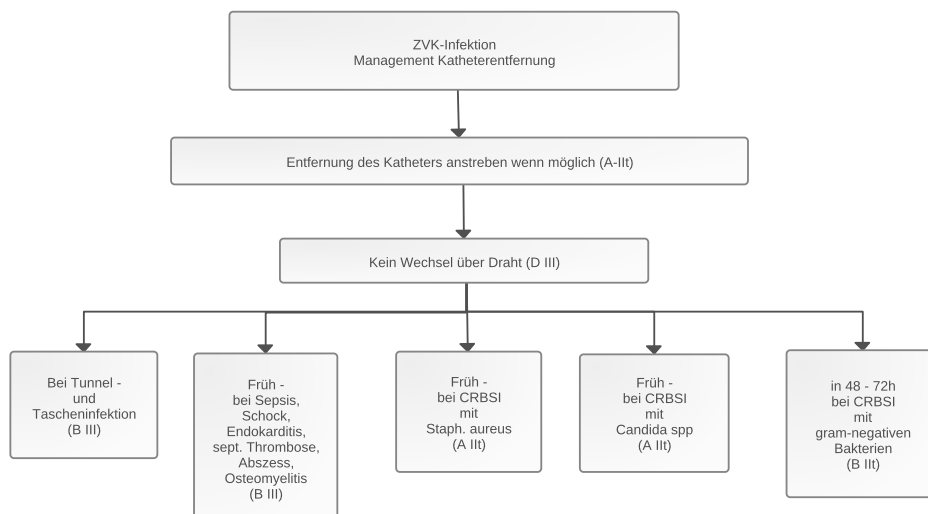 ZVK-Infektion
Management Katheterentfernung
Entfernung des Katheters anstreben wenn möglich (A-IIt)
Kein Wechsel über Draht (D III)
Bei Tunnel -
und
Tascheninfektion
(B III)
Früh -
bei Sepsis,
Schock,
Endokarditis,
sept. Thrombose,
Abszess,
Osteomyelitis
(B III)
Früh -
bei CRBSI
mit
Staph. aureus
(A IIt)
Früh -
bei CRBSI
mit
Candida spp
(A IIt)
in 48 - 72h
bei CRBSI
mit
gram-negativen
Bakterien
(B IIt)